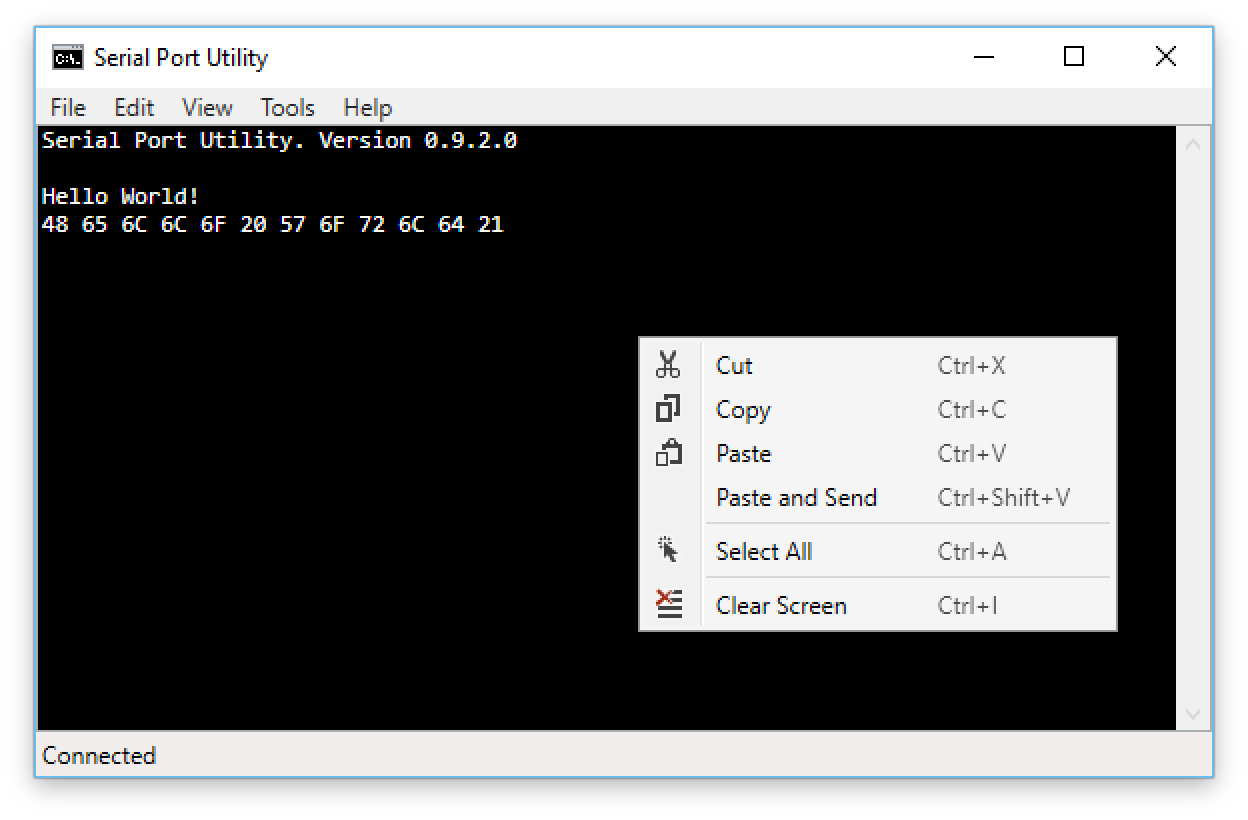 Serial Port Utility
File Edit View Tools Help
Serial Port Utility. Version 0.9.2.0
Hello World!
48 65 6C 6C 6F 20 57 6F 72 6C 64 21
Cut Ctrl+X
Copy Ctrl+C
Paste Ctrl+V
Paste and Send Ctrl+Shift+V
Select All Ctrl+A
Clear Screen Ctrl+I
Connected